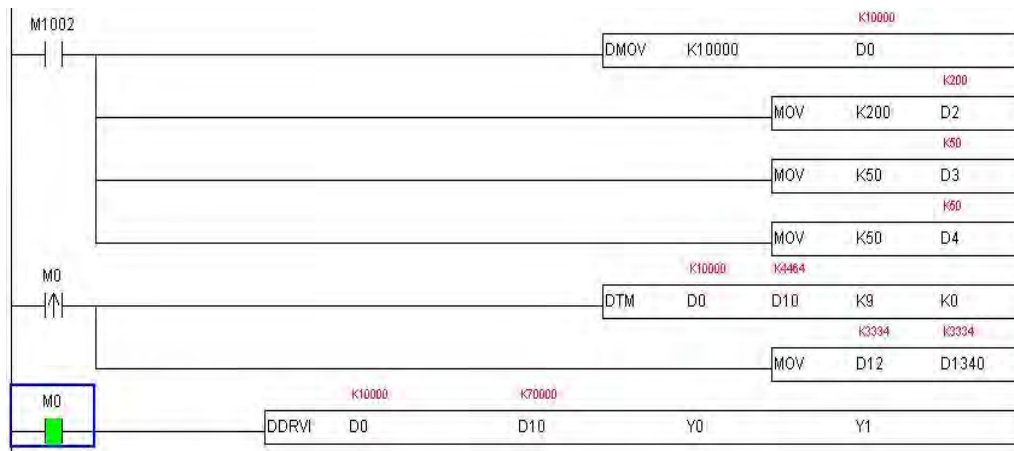 M1002
K10000
DMOV K10000 D0
K200
MOV K200 D2
K50
MOV K50 D3
K50
MOV K50 D4
M0
K10000 K4464
DTM D0 D10 K9 K0
K3334 K3334
MOV D12 D1340
M0
K10000 K70000
DDRVI D0 D10 Y0 Y1